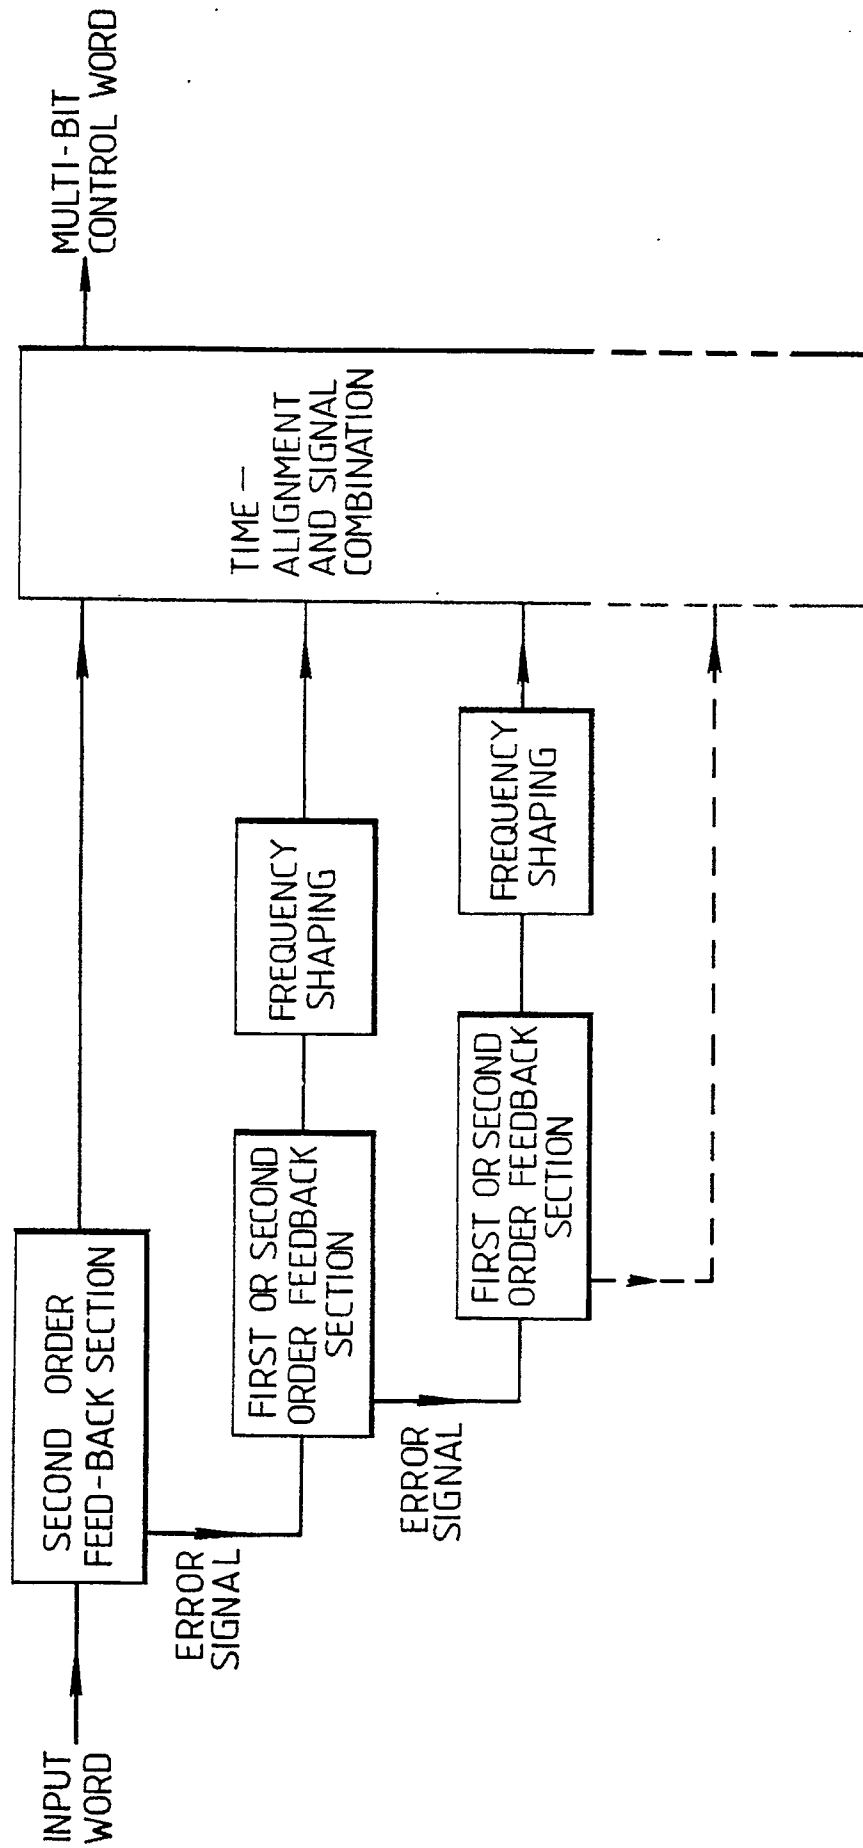 INPUT
WORD
SECOND ORDER
FEED-BACK SECTION
MULTI-BIT
CONTROL WORD
ERROR
SIGNAL
FIRST OR SECOND
ORDER FEEDBACK
SECTION
FREQUENCY
SHAPING
TIME –
ALIGNMENT
AND SIGNAL
COMBINATION
ERROR
SIGNAL
FIRST OR SECOND
ORDER FEEDBACK
SECTION
FREQUENCY
SHAPING